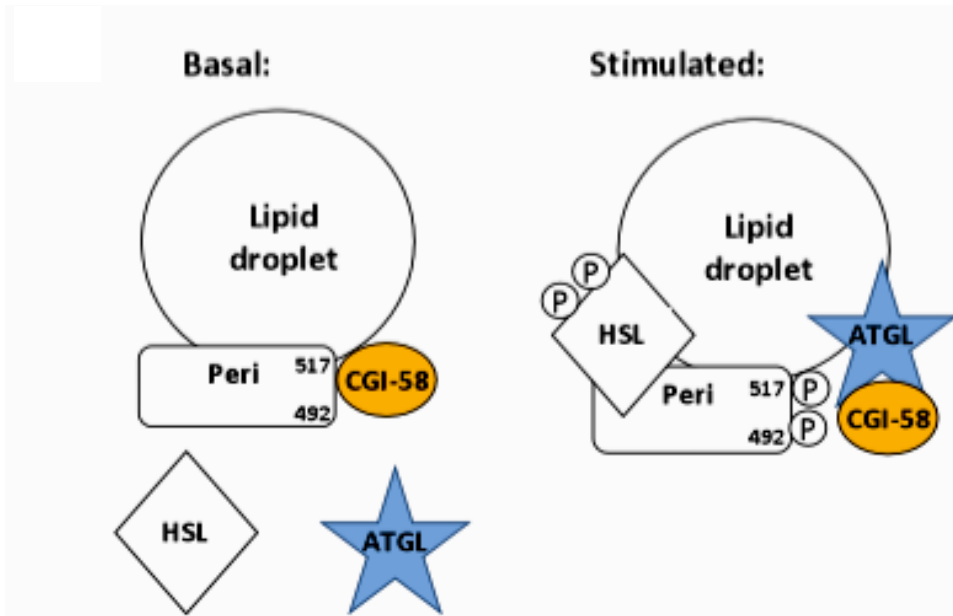 Basal:
Stimulated:
Lipid
droplet
Peri
517
492
CGI-58
HSL
ATGL
Lipid
droplet
P
P
HSL
ATGL
Peri
517
P
492
P
CGI-58